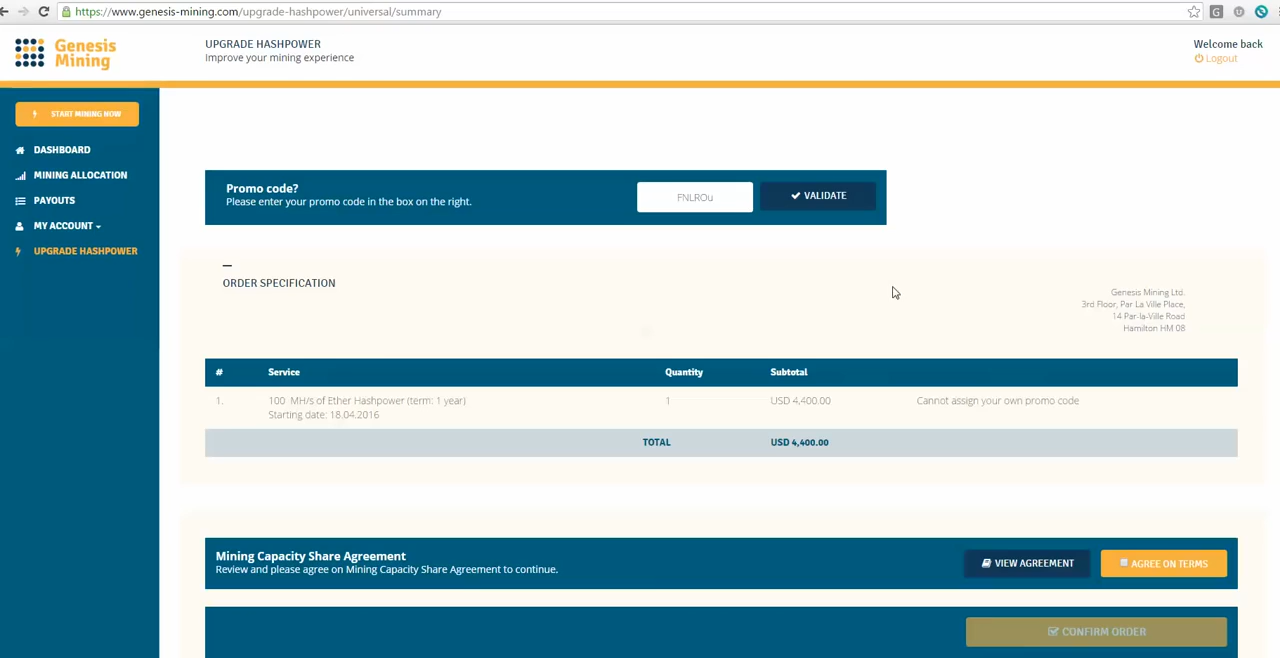 https://www.genesis-mining.com/upgrade-hashpower/universal/summary
Genesis
Mining
UPGRADE HASHPOWER
Improve your mining experience
Welcome back
Logout
START MINING NOW
DASHBOARD
MINING ALLOCATION
PAYOUTS
MY ACCOUNT
UPGRADE HASHPOWER
Promo code?
Please enter your promo code in the box on the right.
FNLROu
VALIDATE
ORDER SPECIFICATION
Genesis Mining Ltd.
3rd Floor, Par La Ville Place,
14 Par-la-Ville Road
Hamilton HM 08
# Service Quantity Subtotal
1. 100 MH/s of Ether Hashpower (term: 1 year) 1 USD 4,400.00 Cannot assign your own promo code
Starting date: 18.04.2016
TOTAL USD 4,400.00
Mining Capacity Share Agreement
Review and please agree on Mining Capacity Share Agreement to continue.
VIEW AGREEMENT
AGREE ON TERMS
CONFIRM ORDER